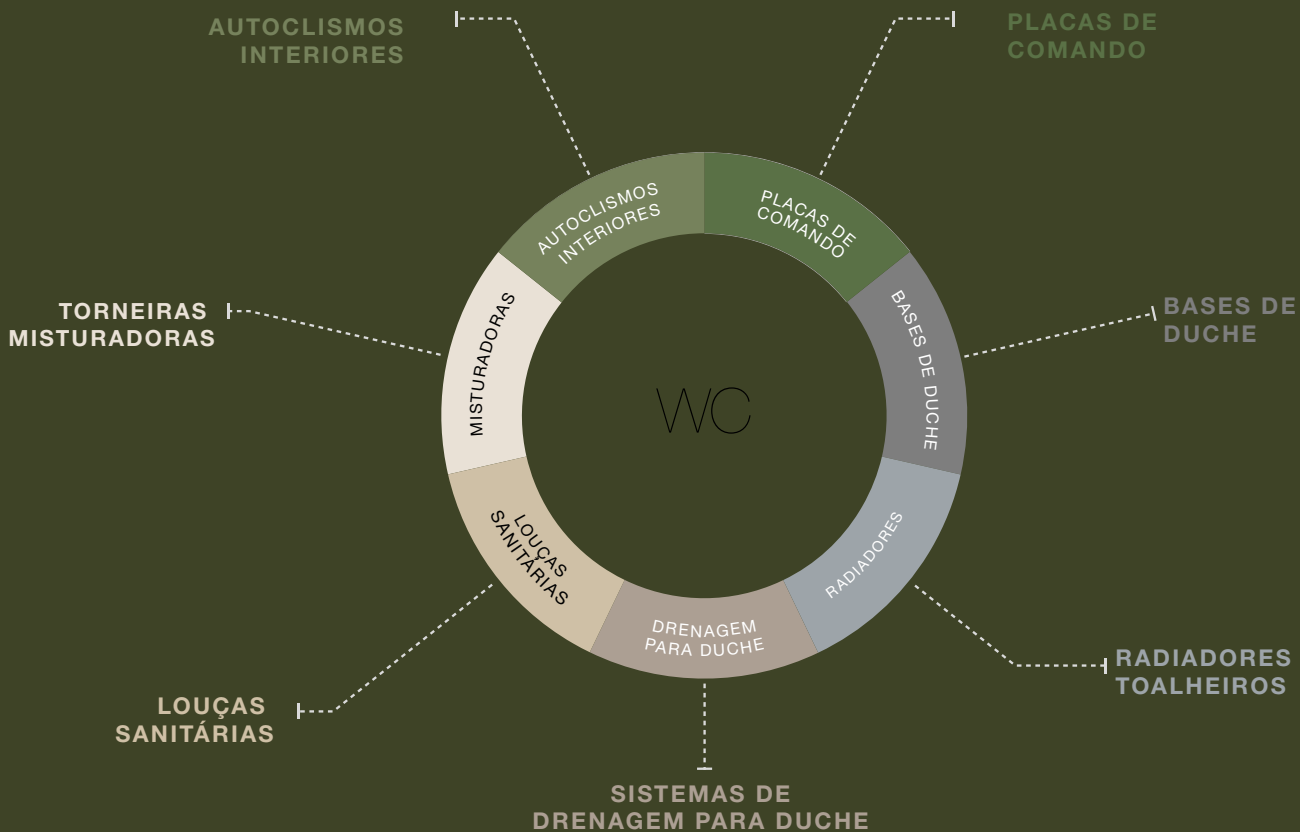 AUTOCLISMOS
INTERIORES
PLACAS DE
COMANDO
AUTOCLISMOS
INTERIORES
PLACAS DE
COMANDO
TORNEIRAS
MISTURADORAS
MISTURADORAS
BASES DE DUCHE
BASES DE
DUCHE
WC
LOUÇAS
SANITÁRIAS
RADIADORES
DRENAGEM
PARA DUCHE
RADIADORES
TOALHEIROS
LOUÇAS
SANITÁRIAS
SISTEMAS DE
DRENAGEM PARA DUCHE